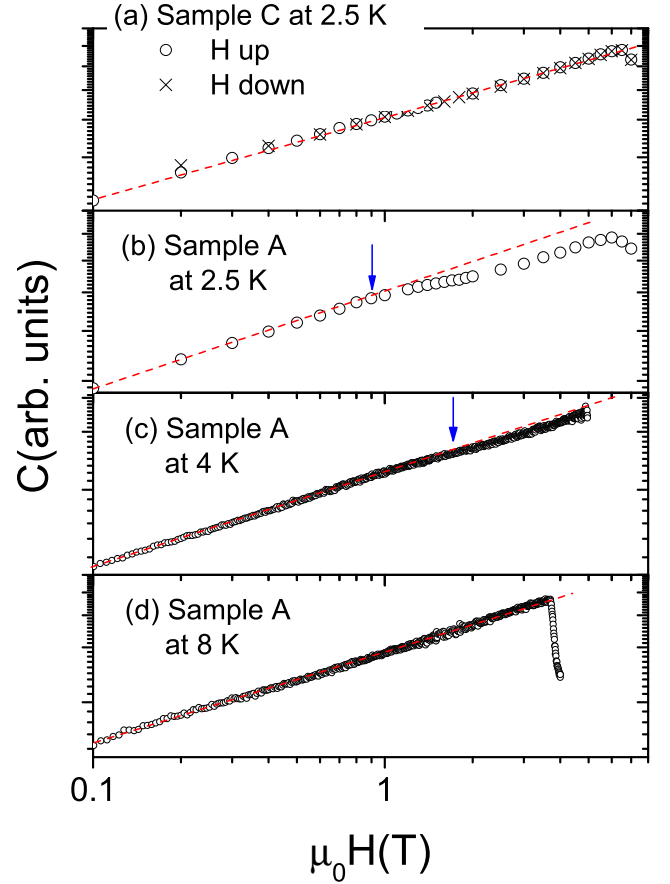 (a) Sample C at 2.5 K
H up
H down
(b) Sample A
at 2.5 K
(c) Sample A
at 4 K
(d) Sample A
at 8 K
C(arb. units)
0.1
1
μ₀H(T)